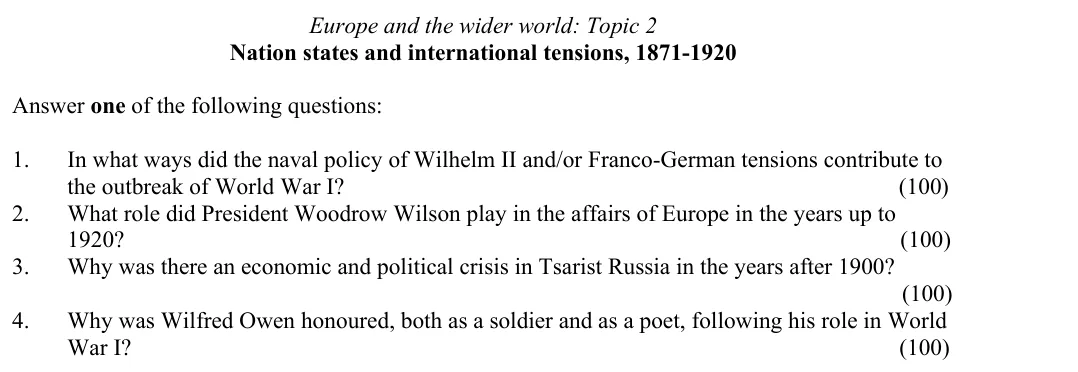 Europe and the wider world: Topic 2
Nation states and international tensions, 1871-1920
Answer one of the following questions:
1. In what ways did the naval policy of Wilhelm II and/or Franco-German tensions contribute to
the outbreak of World War I? (100)
2. What role did President Woodrow Wilson play in the affairs of Europe in the years up to
1920? (100)
3. Why was there an economic and political crisis in Tsarist Russia in the years after 1900?
(100)
4. Why was Wilfred Owen honoured, both as a soldier and as a poet, following his role in World
War I? (100)